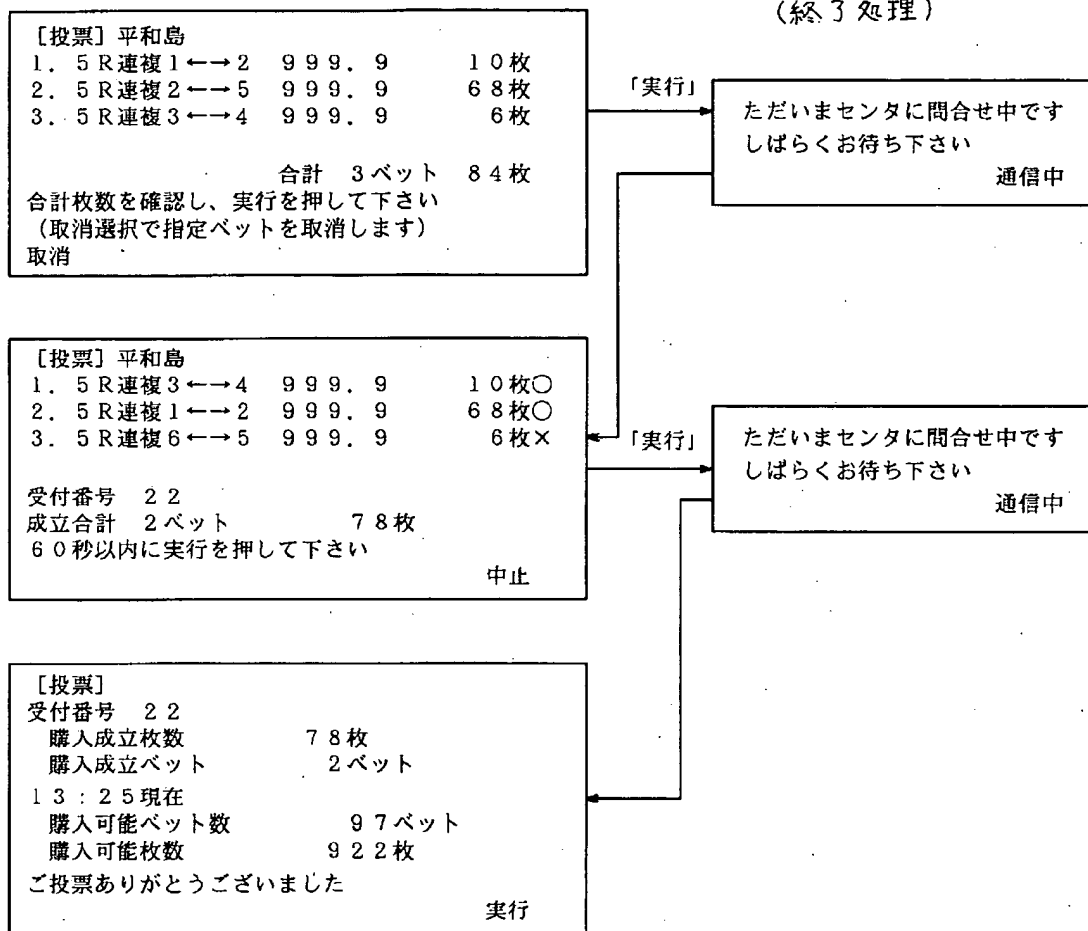 (終了処理)
[投票] 平和島
1. 5R連複1←→2 999.9 10枚
2. 5R連複2←→5 999.9 68枚
3. 5R連複3←→4 999.9 6枚
合計 3ベット 84枚
合計枚数を確認し、実行を押して下さい
(取消選択で指定ベットを取消します)
取消
「実行」
ただいまセンタに問合せ中です
しばらくお待ち下さい
通信中
[投票] 平和島
1. 5R連複3←→4 999.9 10枚○
2. 5R連複1←→2 999.9 68枚○
3. 5R連複6←→5 999.9 6枚×
受付番号 22
成立合計 2ベット 78枚
60秒以内に実行を押して下さい
中止
「実行」
ただいまセンタに問合せ中です
しばらくお待ち下さい
通信中
[投票]
受付番号 22
購入成立枚数 78枚
購入成立ベット 2ベット
13:25現在
購入可能ベット数 97ベット
購入可能枚数 922枚
ご投票ありがとうございました
実行